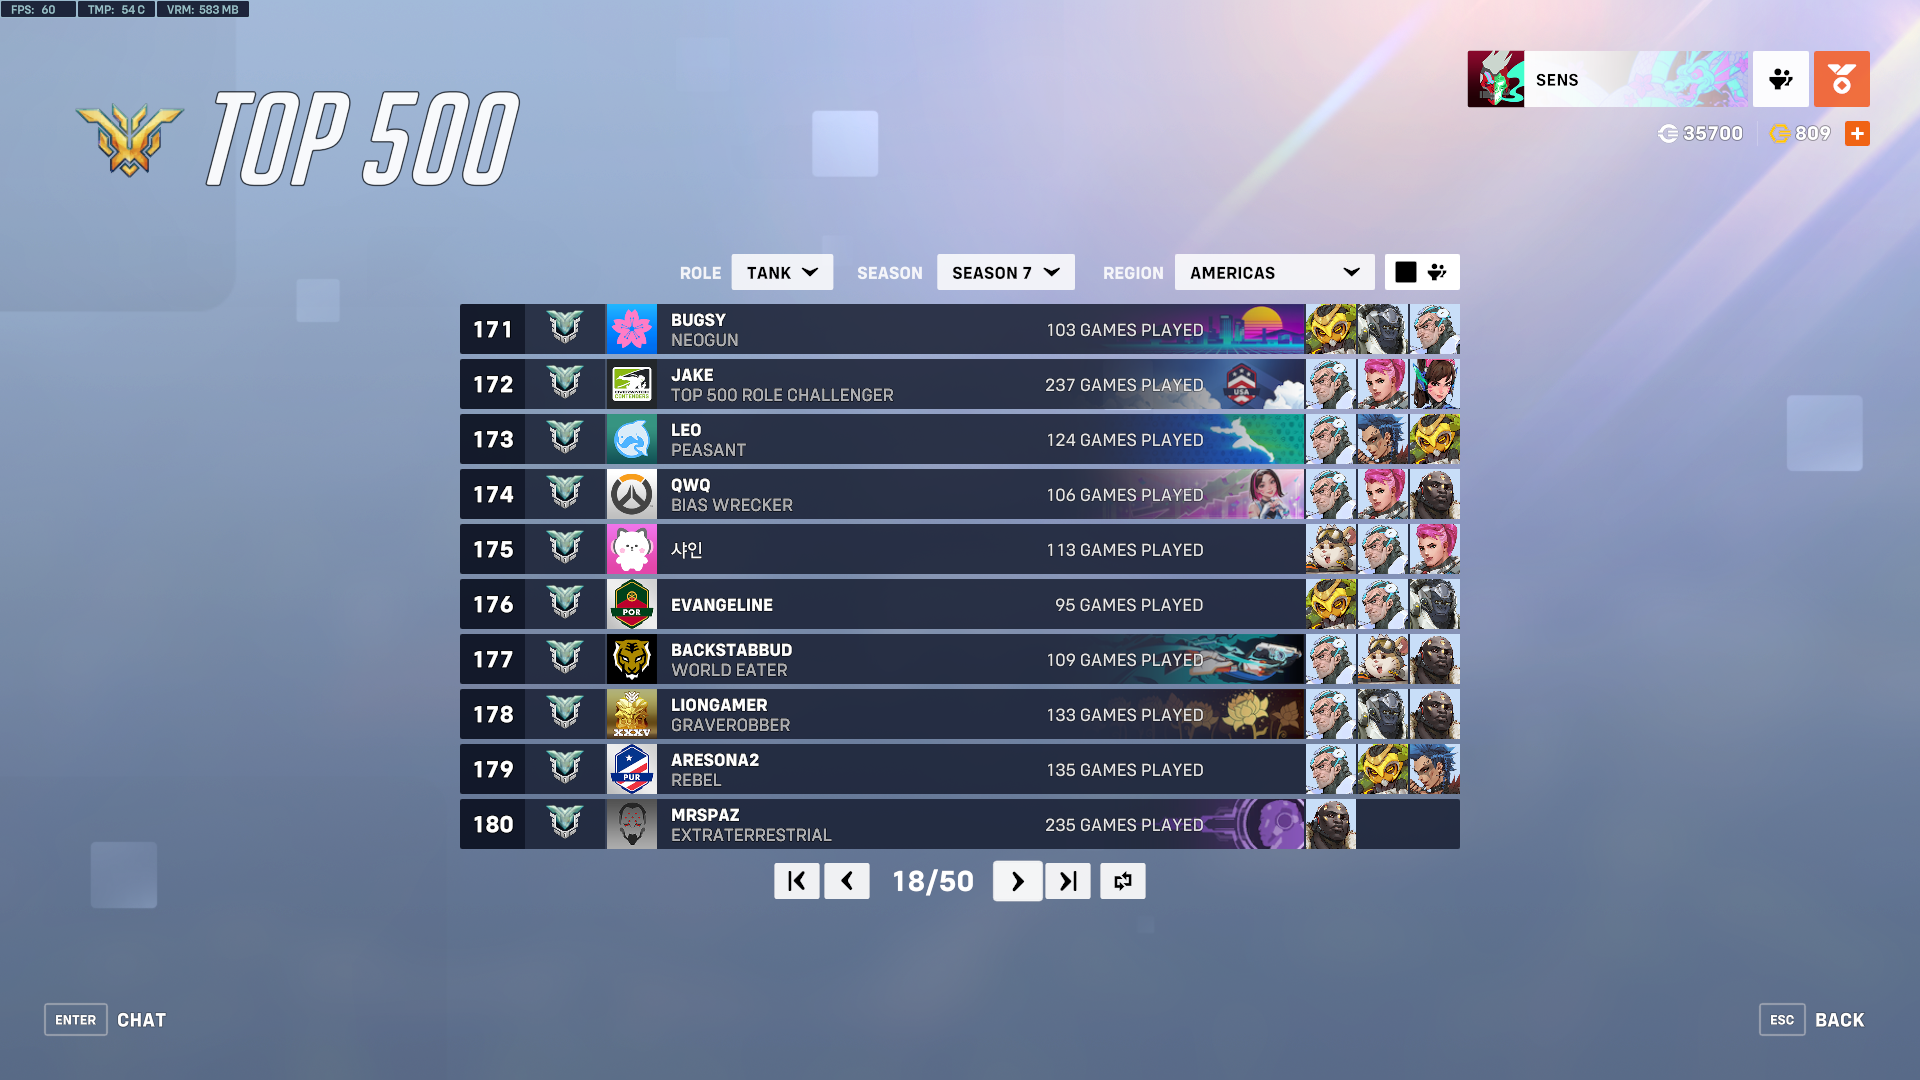 FPS: 60 TMP: 54 C VRM: 583 MB
TOP 500
SENS
35700 809
ROLE TANK SEASON SEASON 7 REGION AMERICAS
171 BUGSY 103 GAMES PLAYED
NEOGUN
172 JAKE 237 GAMES PLAYED USA
TOP 500 ROLE CHALLENGER
173 LEO 124 GAMES PLAYED
PEASANT
174 QWQ 106 GAMES PLAYED
BIAS WRECKER
175 샤인 113 GAMES PLAYED
176 POR EVANGELINE 95 GAMES PLAYED
177 BACKSTABBUD 109 GAMES PLAYED
WORLD EATER
178 XXXV LIONGAMER 133 GAMES PLAYED
GRAVEROBBER
179 PUR ARESONA2 135 GAMES PLAYED
REBEL
180 MRSPAZ 235 GAMES PLAYED
EXTRATERRESTRIAL
18/50
ENTER CHAT
ESC BACK